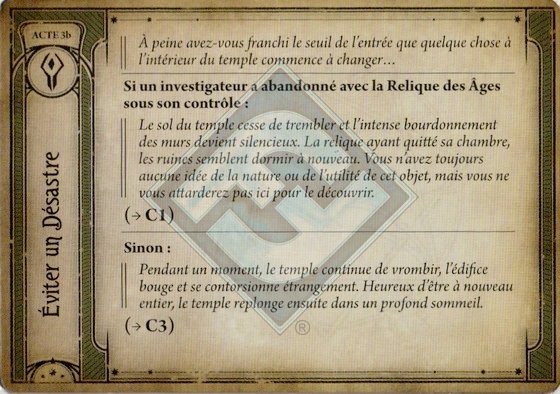 ACTE 3b
Éviter un Désastre
À peine avez-vous franchi le seuil de l'entrée que quelque chose à
l'intérieur du temple commence à changer…
Si un investigateur a abandonné avec la Relique des Âges
sous son contrôle :
Le sol du temple cesse de trembler et l'intense bourdonnement
des murs devient silencieux. La relique ayant quitté sa chambre,
les ruines semblent dormir à nouveau. Vous n'avez toujours
aucune idée de la nature ou de l'utilité de cet objet, mais vous ne
vous attarderez pas ici pour le découvrir.
(→ C1)
Sinon :
Pendant un moment, le temple continue de vrombir, l'édifice
bouge et se contorsionne étrangement. Heureux d'être à nouveau
entier, le temple replonge ensuite dans un profond sommeil.
(→ C3)
®